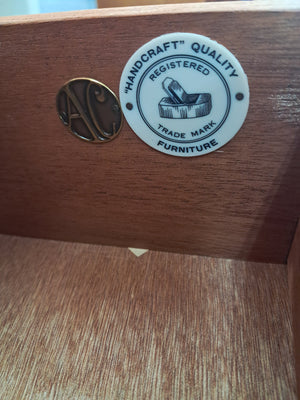 AC
"HANDCRAFT" QUALITY
REGISTERED
TRADE MARK
FURNITURE